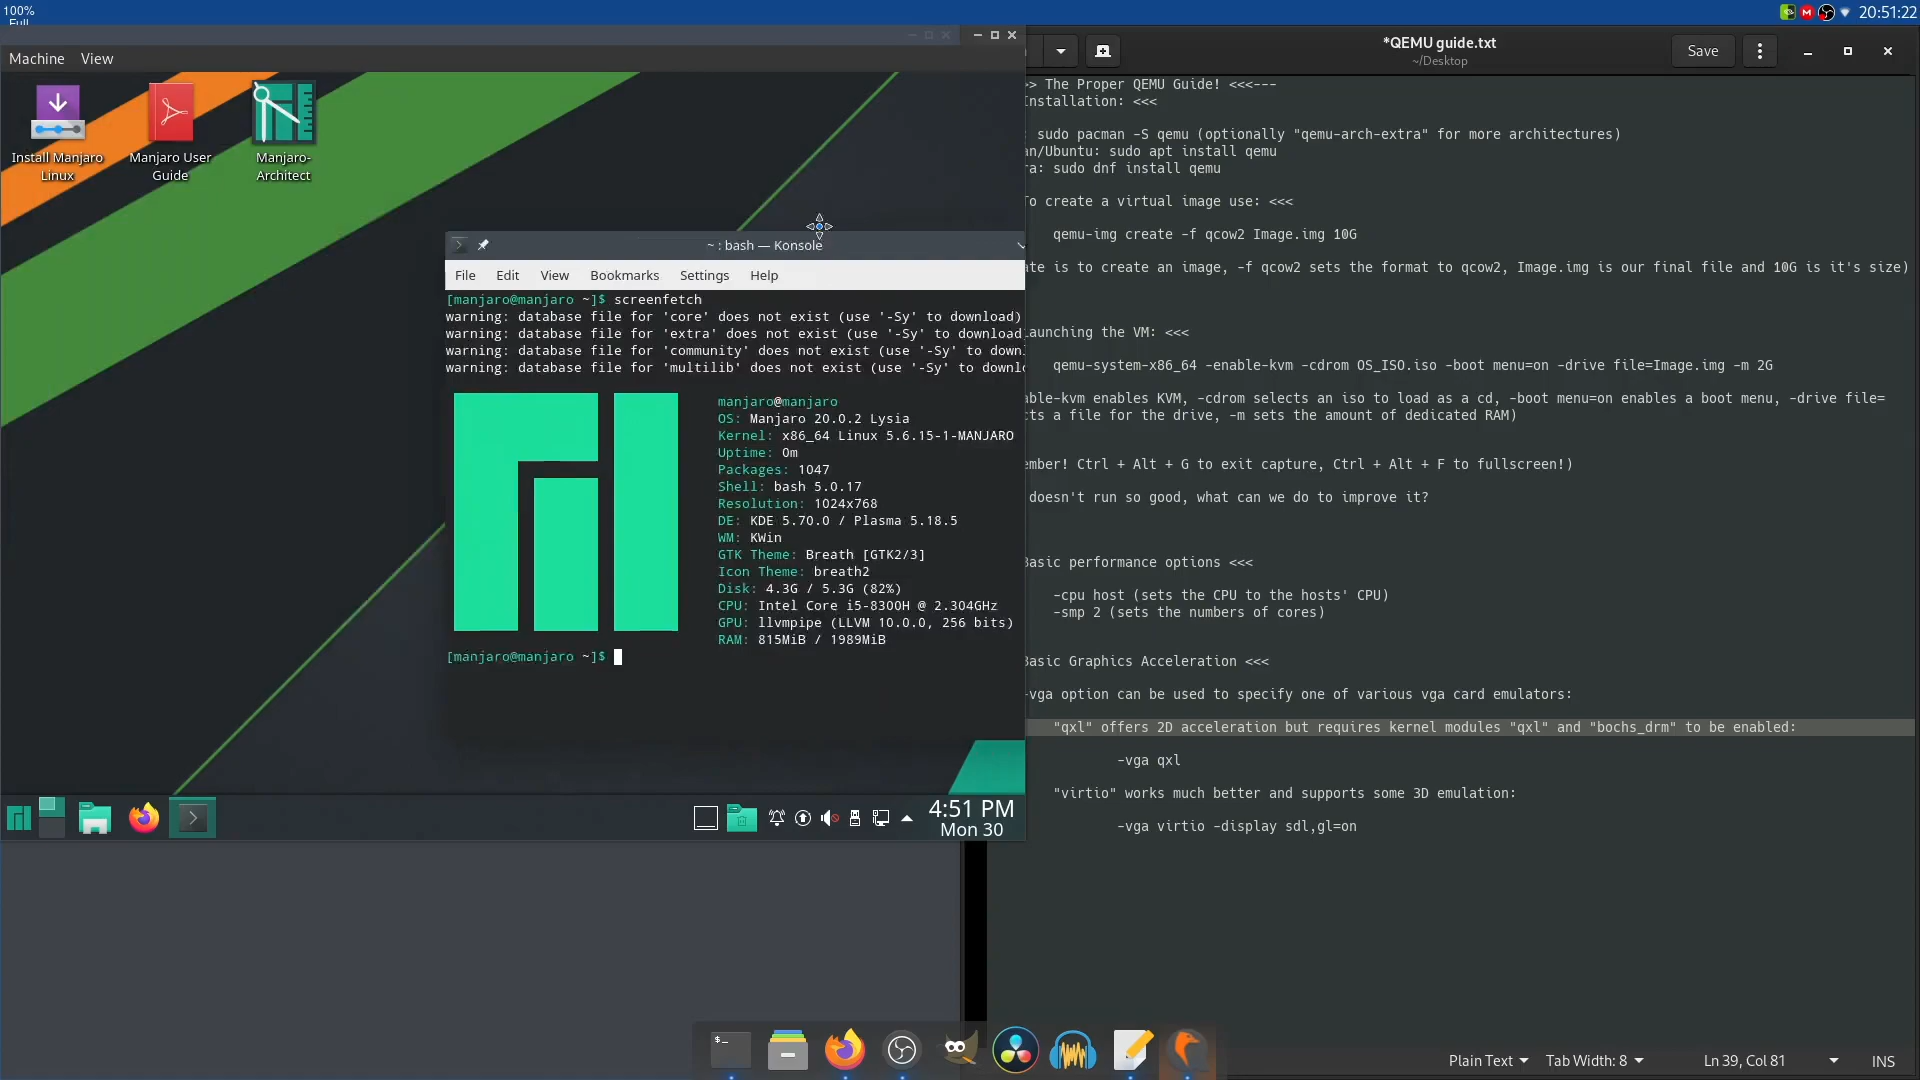 100%
Full
20:51:22
Machine View
Install Manjaro
Linux
Manjaro User
Guide
Manjaro-
Architect
~ : bash — Konsole
File Edit View Bookmarks Settings Help
[manjaro@manjaro ~]$ screenfetch
warning: database file for 'core' does not exist (use '-Sy' to download)
warning: database file for 'extra' does not exist (use '-Sy' to download
warning: database file for 'community' does not exist (use '-Sy' to down
warning: database file for 'multilib' does not exist (use '-Sy' to downl
manjaro@manjaro
OS: Manjaro 20.0.2 Lysia
Kernel: x86_64 Linux 5.6.15-1-MANJARO
Uptime: 0m
Packages: 1047
Shell: bash 5.0.17
Resolution: 1024x768
DE: KDE 5.70.0 / Plasma 5.18.5
WM: KWin
GTK Theme: Breath [GTK2/3]
Icon Theme: breath2
Disk: 4.3G / 5.3G (82%)
CPU: Intel Core i5-8300H @ 2.304GHz
GPU: llvmpipe (LLVM 10.0.0, 256 bits)
RAM: 815MiB / 1989MiB
[manjaro@manjaro ~]$
4:51 PM
Mon 30
*QEMU guide.txt
~/Desktop
Save
>> The Proper QEMU Guide! <<<---
Installation: <<<
: sudo pacman -S qemu (optionally "qemu-arch-extra" for more architectures)
an/Ubuntu: sudo apt install qemu
ra: sudo dnf install qemu
To create a virtual image use: <<<
qemu-img create -f qcow2 Image.img 10G
ate is to create an image, -f qcow2 sets the format to qcow2, Image.img is our final file and 10G is it's size)
Launching the VM: <<<
qemu-system-x86_64 -enable-kvm -cdrom OS_ISO.iso -boot menu=on -drive file=Image.img -m 2G
able-kvm enables KVM, -cdrom selects an iso to load as a cd, -boot menu=on enables a boot menu, -drive file=
cts a file for the drive, -m sets the amount of dedicated RAM)
ember! Ctrl + Alt + G to exit capture, Ctrl + Alt + F to fullscreen!)
doesn't run so good, what can we do to improve it?
Basic performance options <<<
-cpu host (sets the CPU to the hosts' CPU)
-smp 2 (sets the numbers of cores)
Basic Graphics Acceleration <<<
-vga option can be used to specify one of various vga card emulators:
"qxl" offers 2D acceleration but requires kernel modules "qxl" and "bochs_drm" to be enabled:
-vga qxl
"virtio" works much better and supports some 3D emulation:
-vga virtio -display sdl,gl=on
Plain Text Tab Width: 8 Ln 39, Col 81 INS